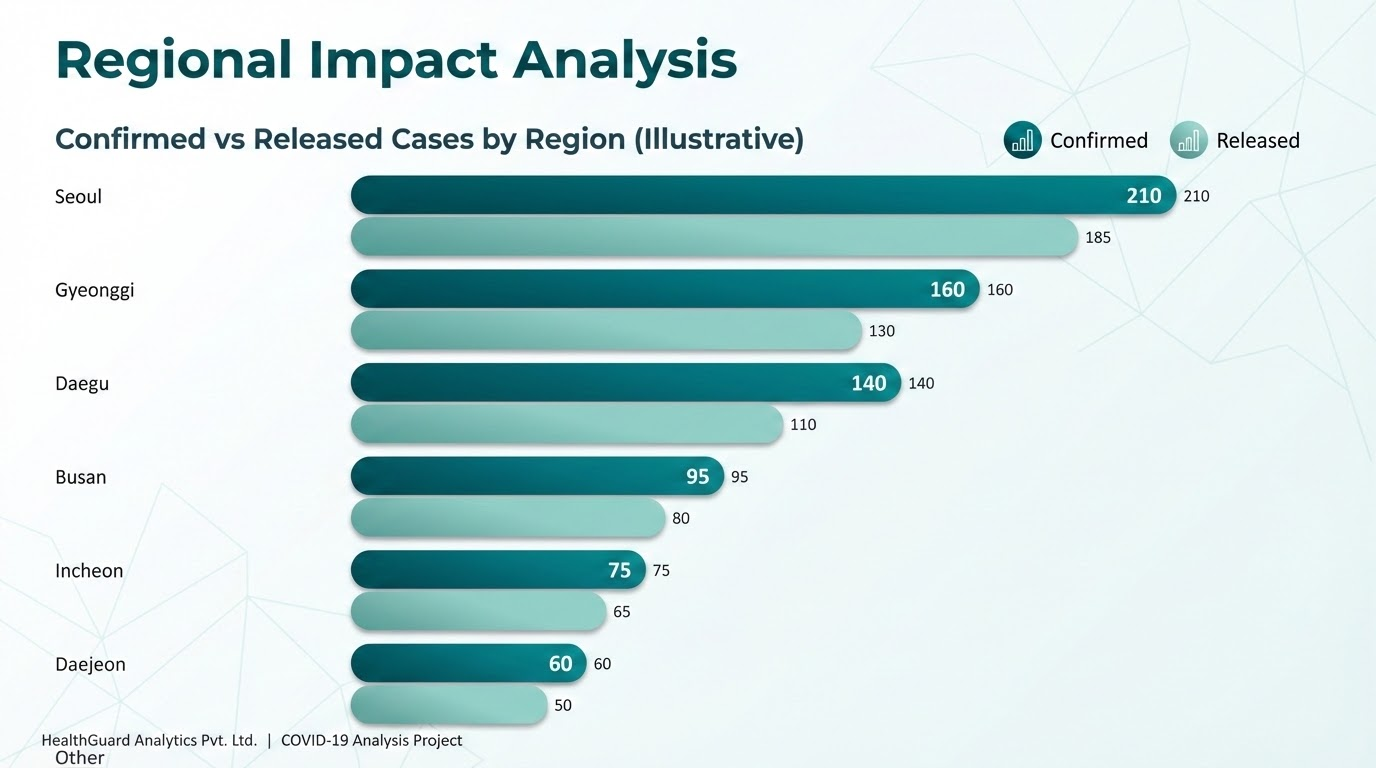 Regional Impact Analysis
Confirmed vs Released Cases by Region (Illustrative)
Confirmed
Released
Seoul
210 210
185
Gyeonggi
160 160
130
Daegu
140 140
110
Busan
95 95
80
Incheon
75 75
65
Daejeon
60 60
50
HealthGuard Analytics Pvt. Ltd. | COVID-19 Analysis Project
Other